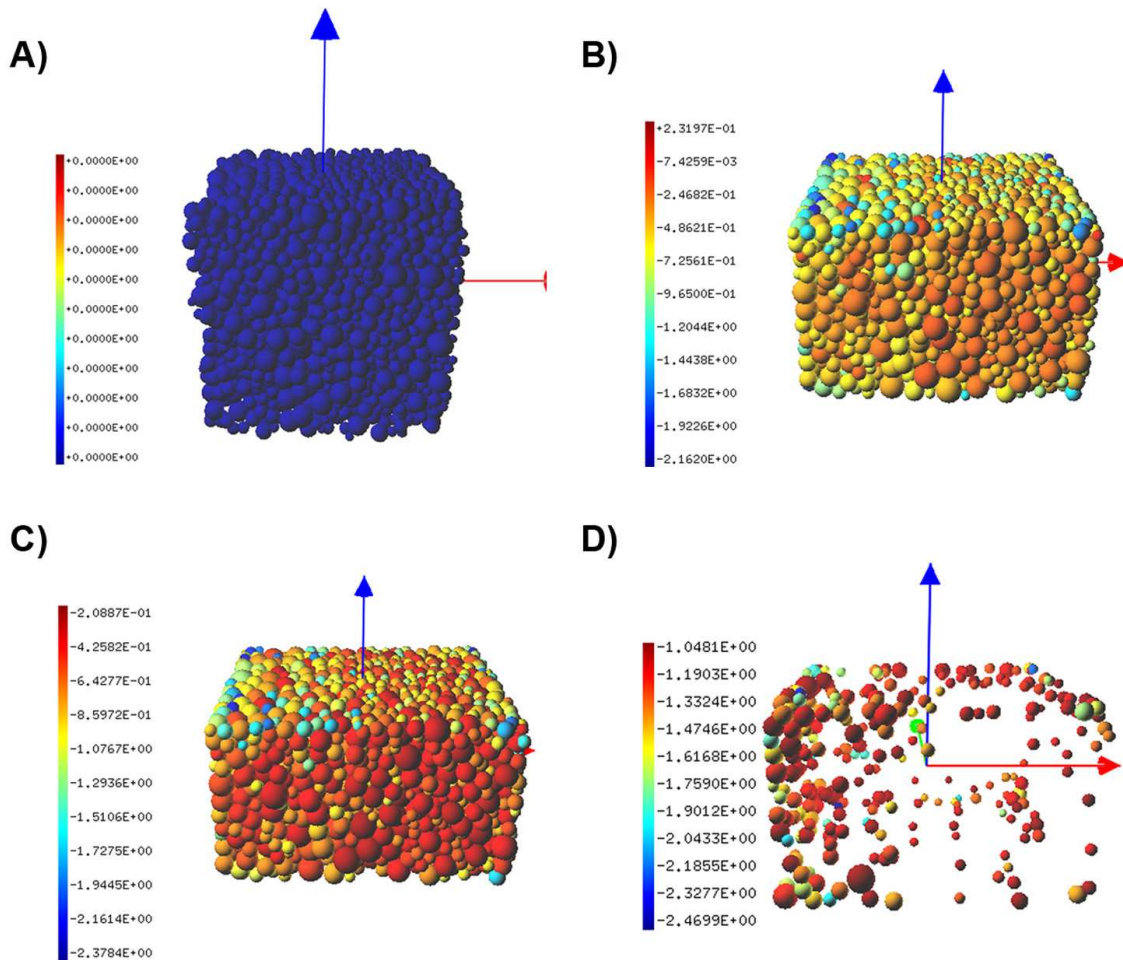 A)
+0.0000E+00
+0.0000E+00
+0.0000E+00
+0.0000E+00
+0.0000E+00
+0.0000E+00
+0.0000E+00
+0.0000E+00
+0.0000E+00
+0.0000E+00
+0.0000E+00
B)
+2.3197E-01
-7.4259E-03
-2.4682E-01
-4.8621E-01
-7.2561E-01
-9.6500E-01
-1.2044E+00
-1.4438E+00
-1.6832E+00
-1.9226E+00
-2.1620E+00
C)
-2.0887E-01
-4.2582E-01
-6.4277E-01
-8.5972E-01
-1.0767E+00
-1.2936E+00
-1.5106E+00
-1.7275E+00
-1.9445E+00
-2.1614E+00
-2.3784E+00
D)
-1.0481E+00
-1.1903E+00
-1.3324E+00
-1.4746E+00
-1.6168E+00
-1.7590E+00
-1.9012E+00
-2.0433E+00
-2.1855E+00
-2.3277E+00
-2.4699E+00